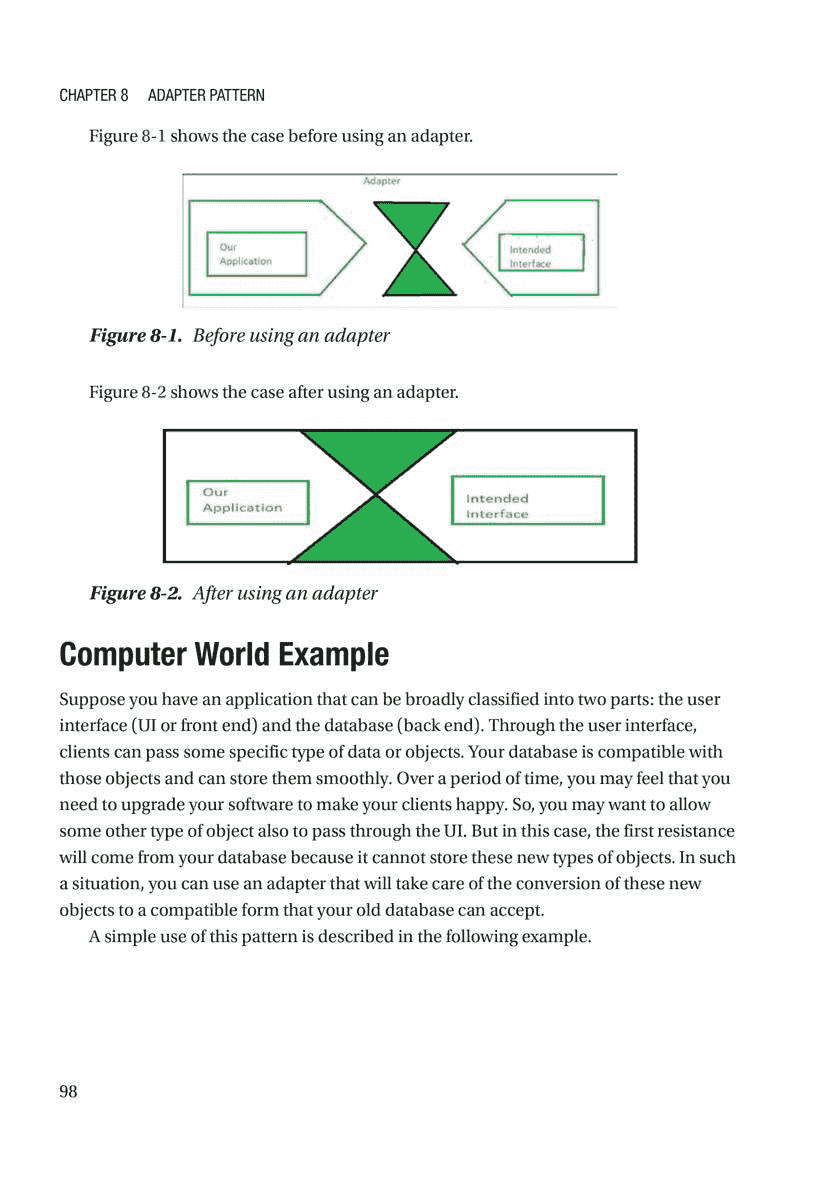 CHAPTER 8 ADAPTER PATTERN
Figure 8-1 shows the case before using an adapter.
Adapter
Our
Application
Intended
Interface
Figure 8-1. Before using an adapter
Figure 8-2 shows the case after using an adapter.
Our
Application
Intended
Interface
Figure 8-2. After using an adapter
Computer World Example
Suppose you have an application that can be broadly classified into two parts: the user
interface (UI or front end) and the database (back end). Through the user interface,
clients can pass some specific type of data or objects. Your database is compatible with
those objects and can store them smoothly. Over a period of time, you may feel that you
need to upgrade your software to make your clients happy. So, you may want to allow
some other type of object also to pass through the UI. But in this case, the first resistance
will come from your database because it cannot store these new types of objects. In such
a situation, you can use an adapter that will take care of the conversion of these new
objects to a compatible form that your old database can accept.
A simple use of this pattern is described in the following example.
98